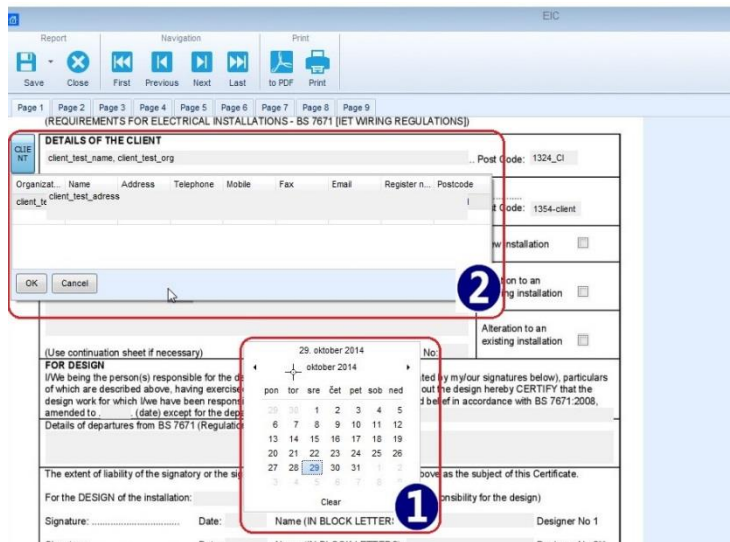 EIC
Report Navigation Print
Save Close First Previous Next Last to PDF Print
Page 1 Page 2 Page 3 Page 4 Page 5 Page 6 Page 7 Page 8 Page 9
(REQUIREMENTS FOR ELECTRICAL INSTALLATIONS - BS 7671 [IET WIRING REGULATIONS])
DETAILS OF THE CLIENT
CLIE
NT
client_test_name, client_test_org .. Post Code: 1324_Cl
Organizat... Name Address Telephone Mobile Fax Email Register n... Postcode
client_te client_test_adress
Code: 1354-client
installation
OK Cancel
2
on to an
installation
Alteration to an
existing installation
(Use continuation sheet if necessary) No:
29. oktober 2014
oktober 2014
pon tor sre čet pet sob ned
29 30 1 2 3 4 5
6 7 8 9 10 11 12
13 14 15 16 17 18 19
20 21 22 23 24 25 26
27 28 29 30 31 1 2
3 4 5 6 7 8 9
Clear
1
FOR DESIGN
I/We being the person(s) responsible for the de ted by my/our signatures below), particulars
of which are described above, having exercise out the design hereby CERTIFY that the
design work for which I/we have been respons d belief in accordance with BS 7671:2008,
amended to . . (date) except for the depa
Details of departures from BS 7671 (Regulatio
The extent of liability of the signatory or the sig bove as the subject of this Certificate.
For the DESIGN of the installation: onsibility for the design)
Signature: Date: Name (IN BLOCK LETTER: Designer No 1